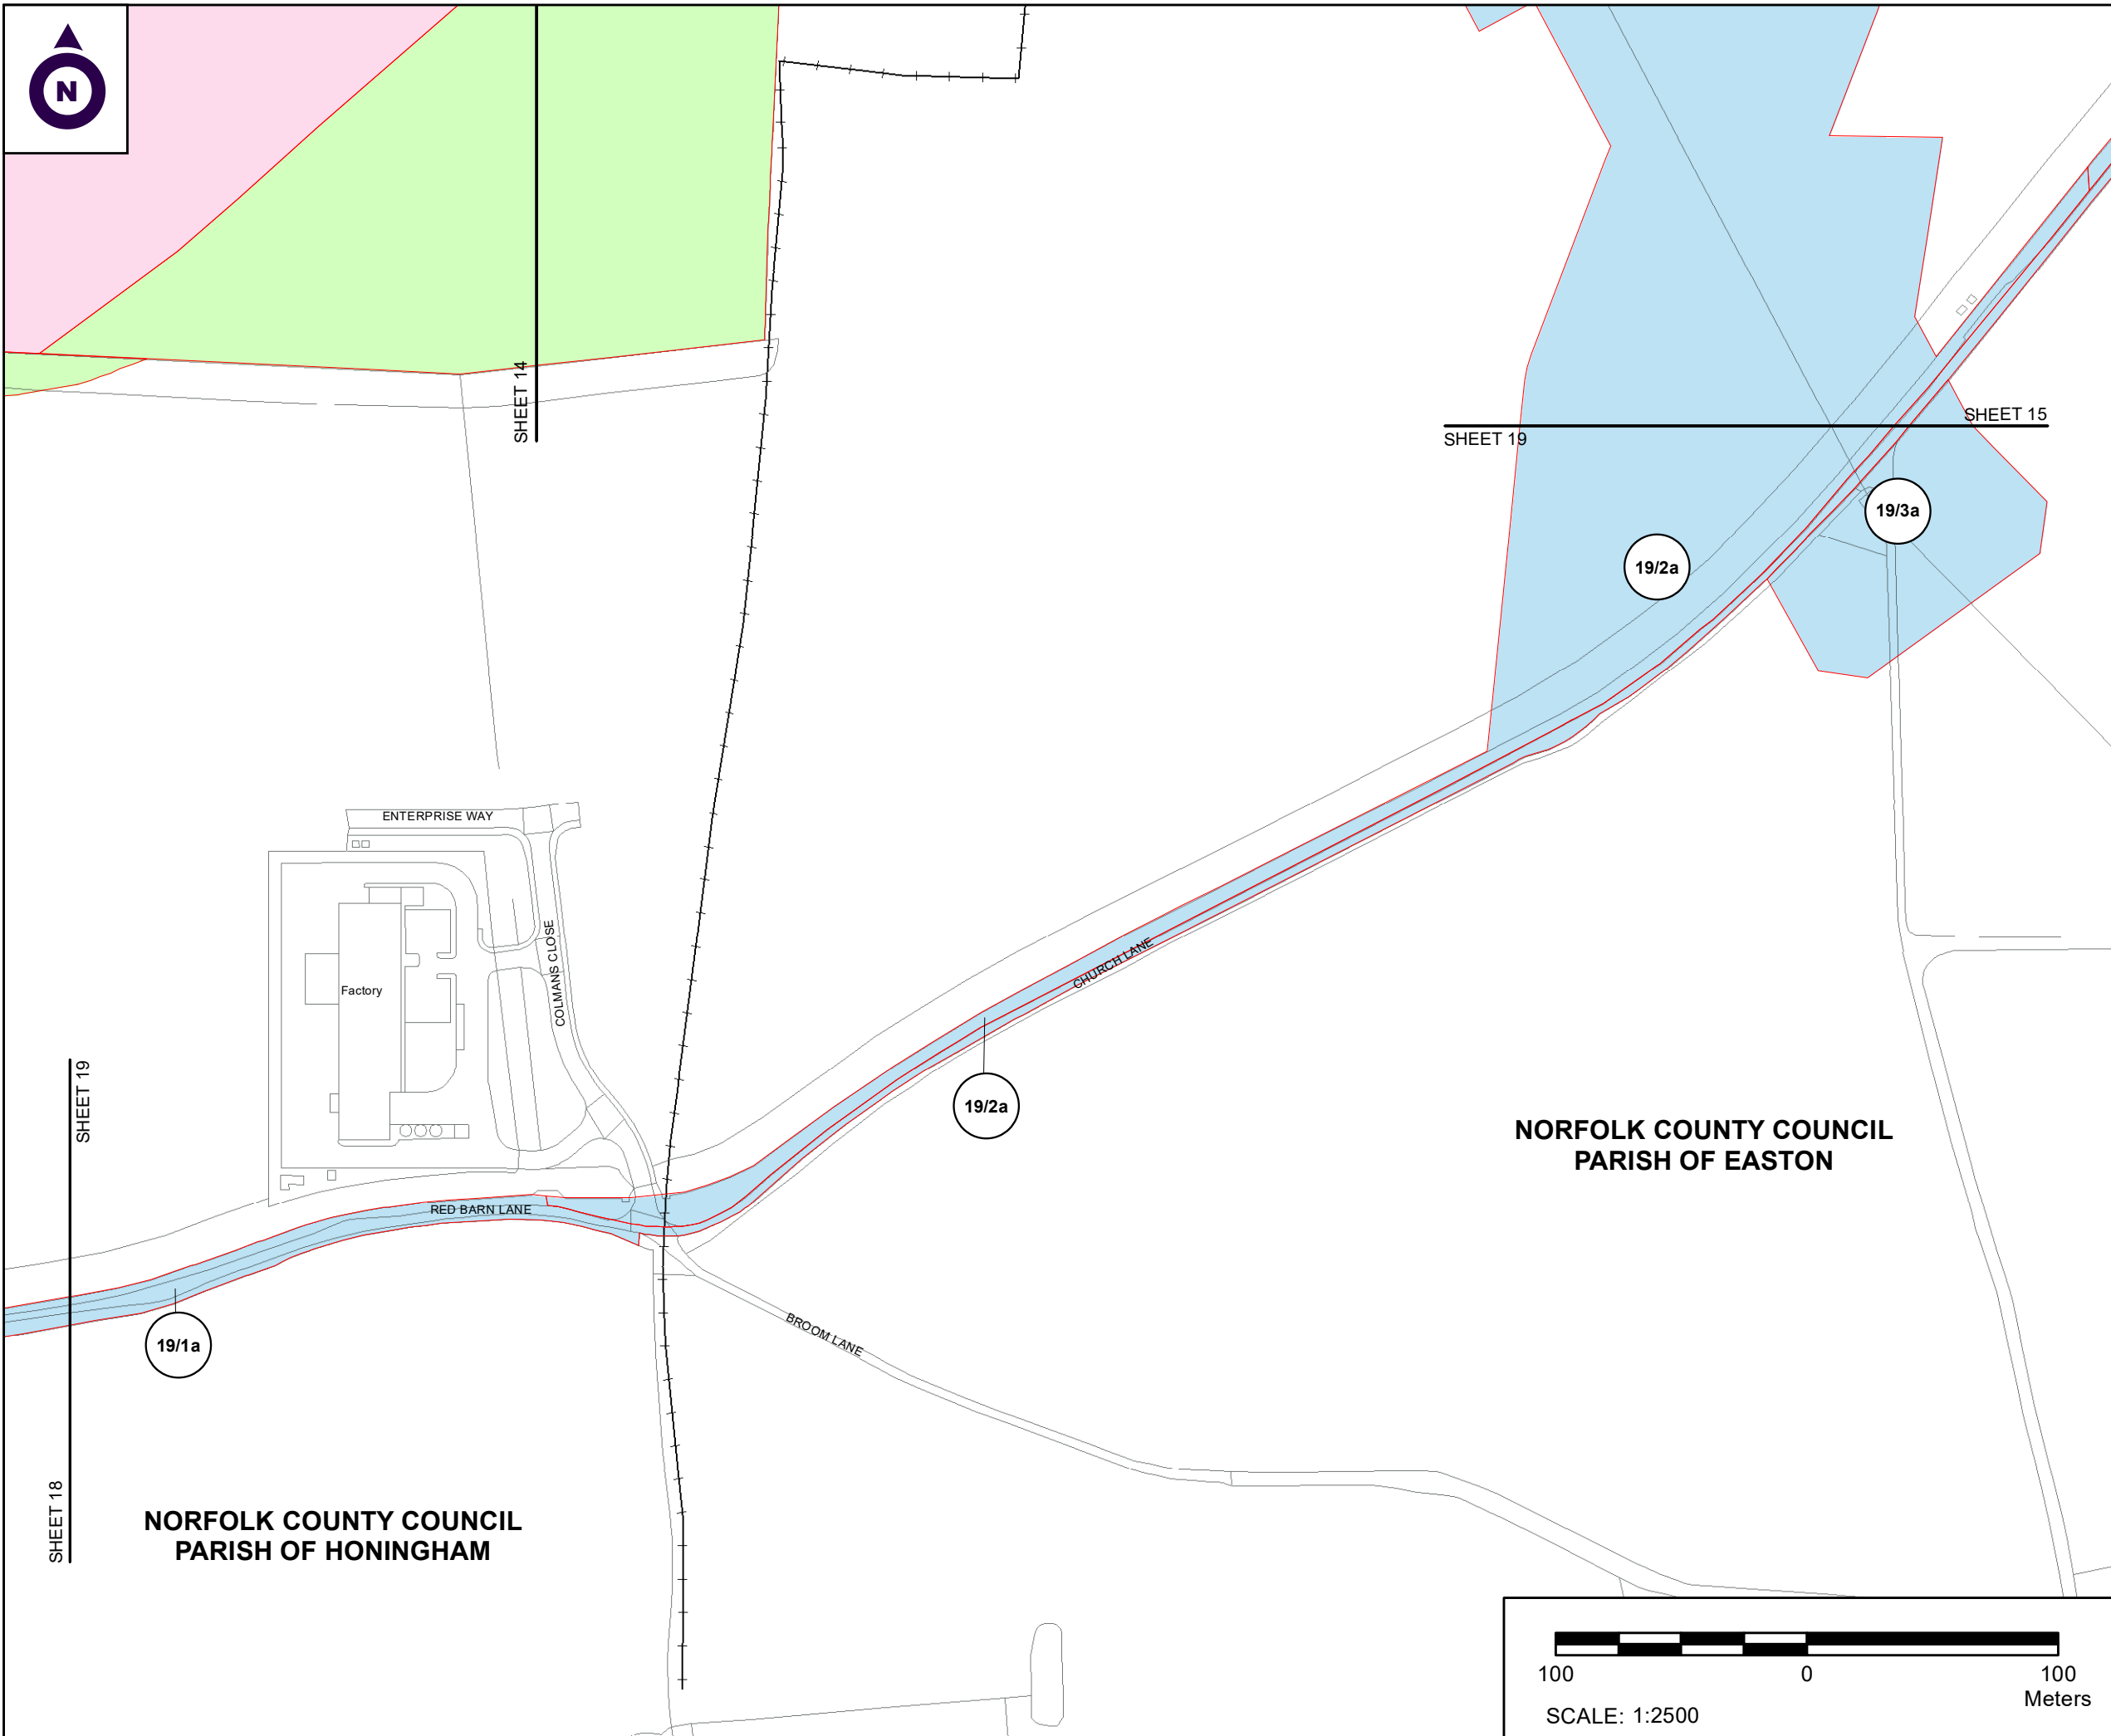 N
SHEET 14
SHEET 15
SHEET 19
19/3a
19/2a
ENTERPRISE WAY
COLMANS CLOSE
Factory
CHURCH LANE
19/2a
SHEET 19
NORFOLK COUNTY COUNCIL
PARISH OF EASTON
RED BARN LANE
BROOM LANE
19/1a
SHEET 18
NORFOLK COUNTY COUNCIL
PARISH OF HONINGHAM
100 0 100
Meters
SCALE: 1:2500